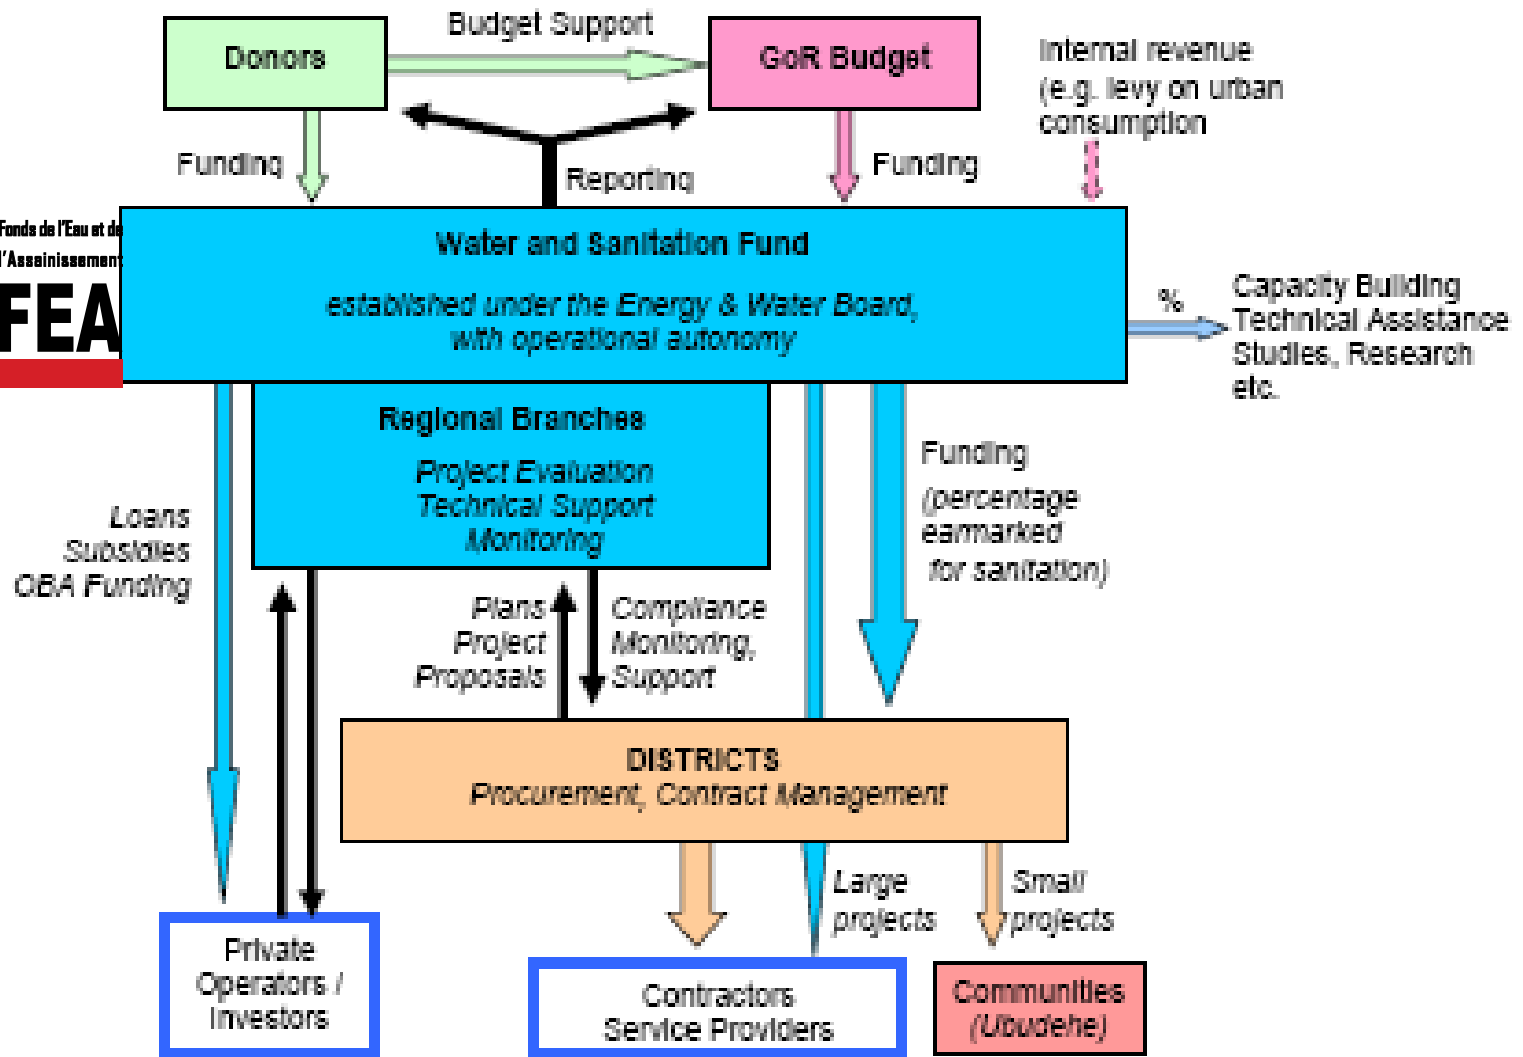 Budget Support
Donors
GoR Budget
Internal revenue
(e.g. levy on urban
consumption
Funding
Reporting
Funding
Fonds de l'Eau et de
l'Assainissement
FEA
Water and Sanitation Fund
established under the Energy & Water Board,
with operational autonomy
%
Capacity Building
Technical Assistance
Studies, Research
etc.
Regional Branches
Project Evaluation
Technical Support
Monitoring
Funding
(percentage
earmarked
for sanitation)
Loans
Subsidies
OBA Funding
Plans
Project
Proposals
Compliance
Monitoring,
Support
DISTRICTS
Procurement, Contract Management
Large
projects
Small
projects
Private
Operators /
Investors
Contractors
Service Providers
Communities
(Ubudehe)